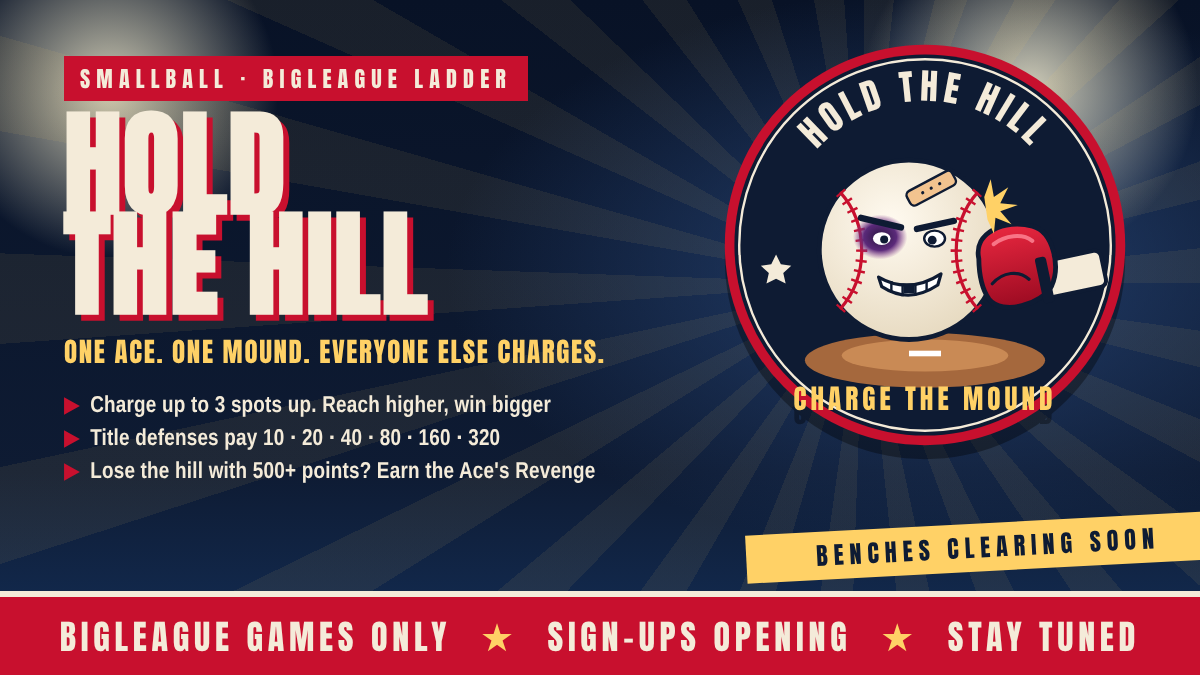 SMALLBALL · BIGLEAGUE LADDER
HOLD
THE HILL
ONE ACE. ONE MOUND. EVERYONE ELSE CHARGES.
▶ Charge up to 3 spots up. Reach higher, win bigger
▶ Title defenses pay 10 · 20 · 40 · 80 · 160 · 320
▶ Lose the hill with 500+ points? Earn the Ace's Revenge
HOLD THE HILL
CHARGE THE MOUND
BENCHES CLEARING SOON
BIGLEAGUE GAMES ONLY ★ SIGN-UPS OPENING ★ STAY TUNED